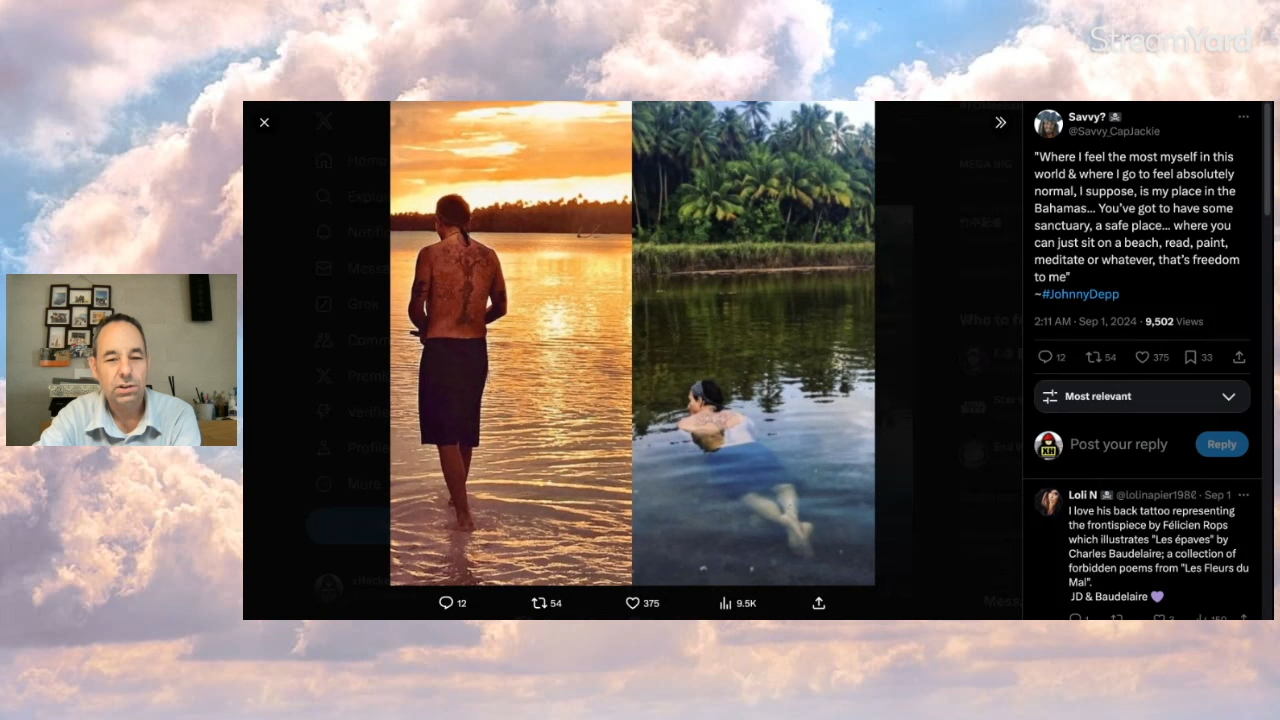 StreamYard
Savvy?
@Savvy_CapJackie
"Where I feel the most myself in this
world & where I go to feel absolutely
normal, I suppose, is my place in the
Bahamas... You've got to have some
sanctuary, a safe place... where you
can just sit on a beach, read, paint,
meditate or whatever, that's freedom
to me"
~#JohnnyDepp
2:11 AM · Sep 1, 2024 · 9,502 Views
12 54 375 33
Most relevant
XH Post your reply Reply
Loli N @lolinapier1980 · Sep 1
I love his back tattoo representing
the frontispiece by Félicien Rops
which illustrates "Les épaves" by
Charles Baudelaire; a collection of
forbidden poems from "Les Fleurs du
Mal".
JD & Baudelaire
12 54 375 9.5K
Home